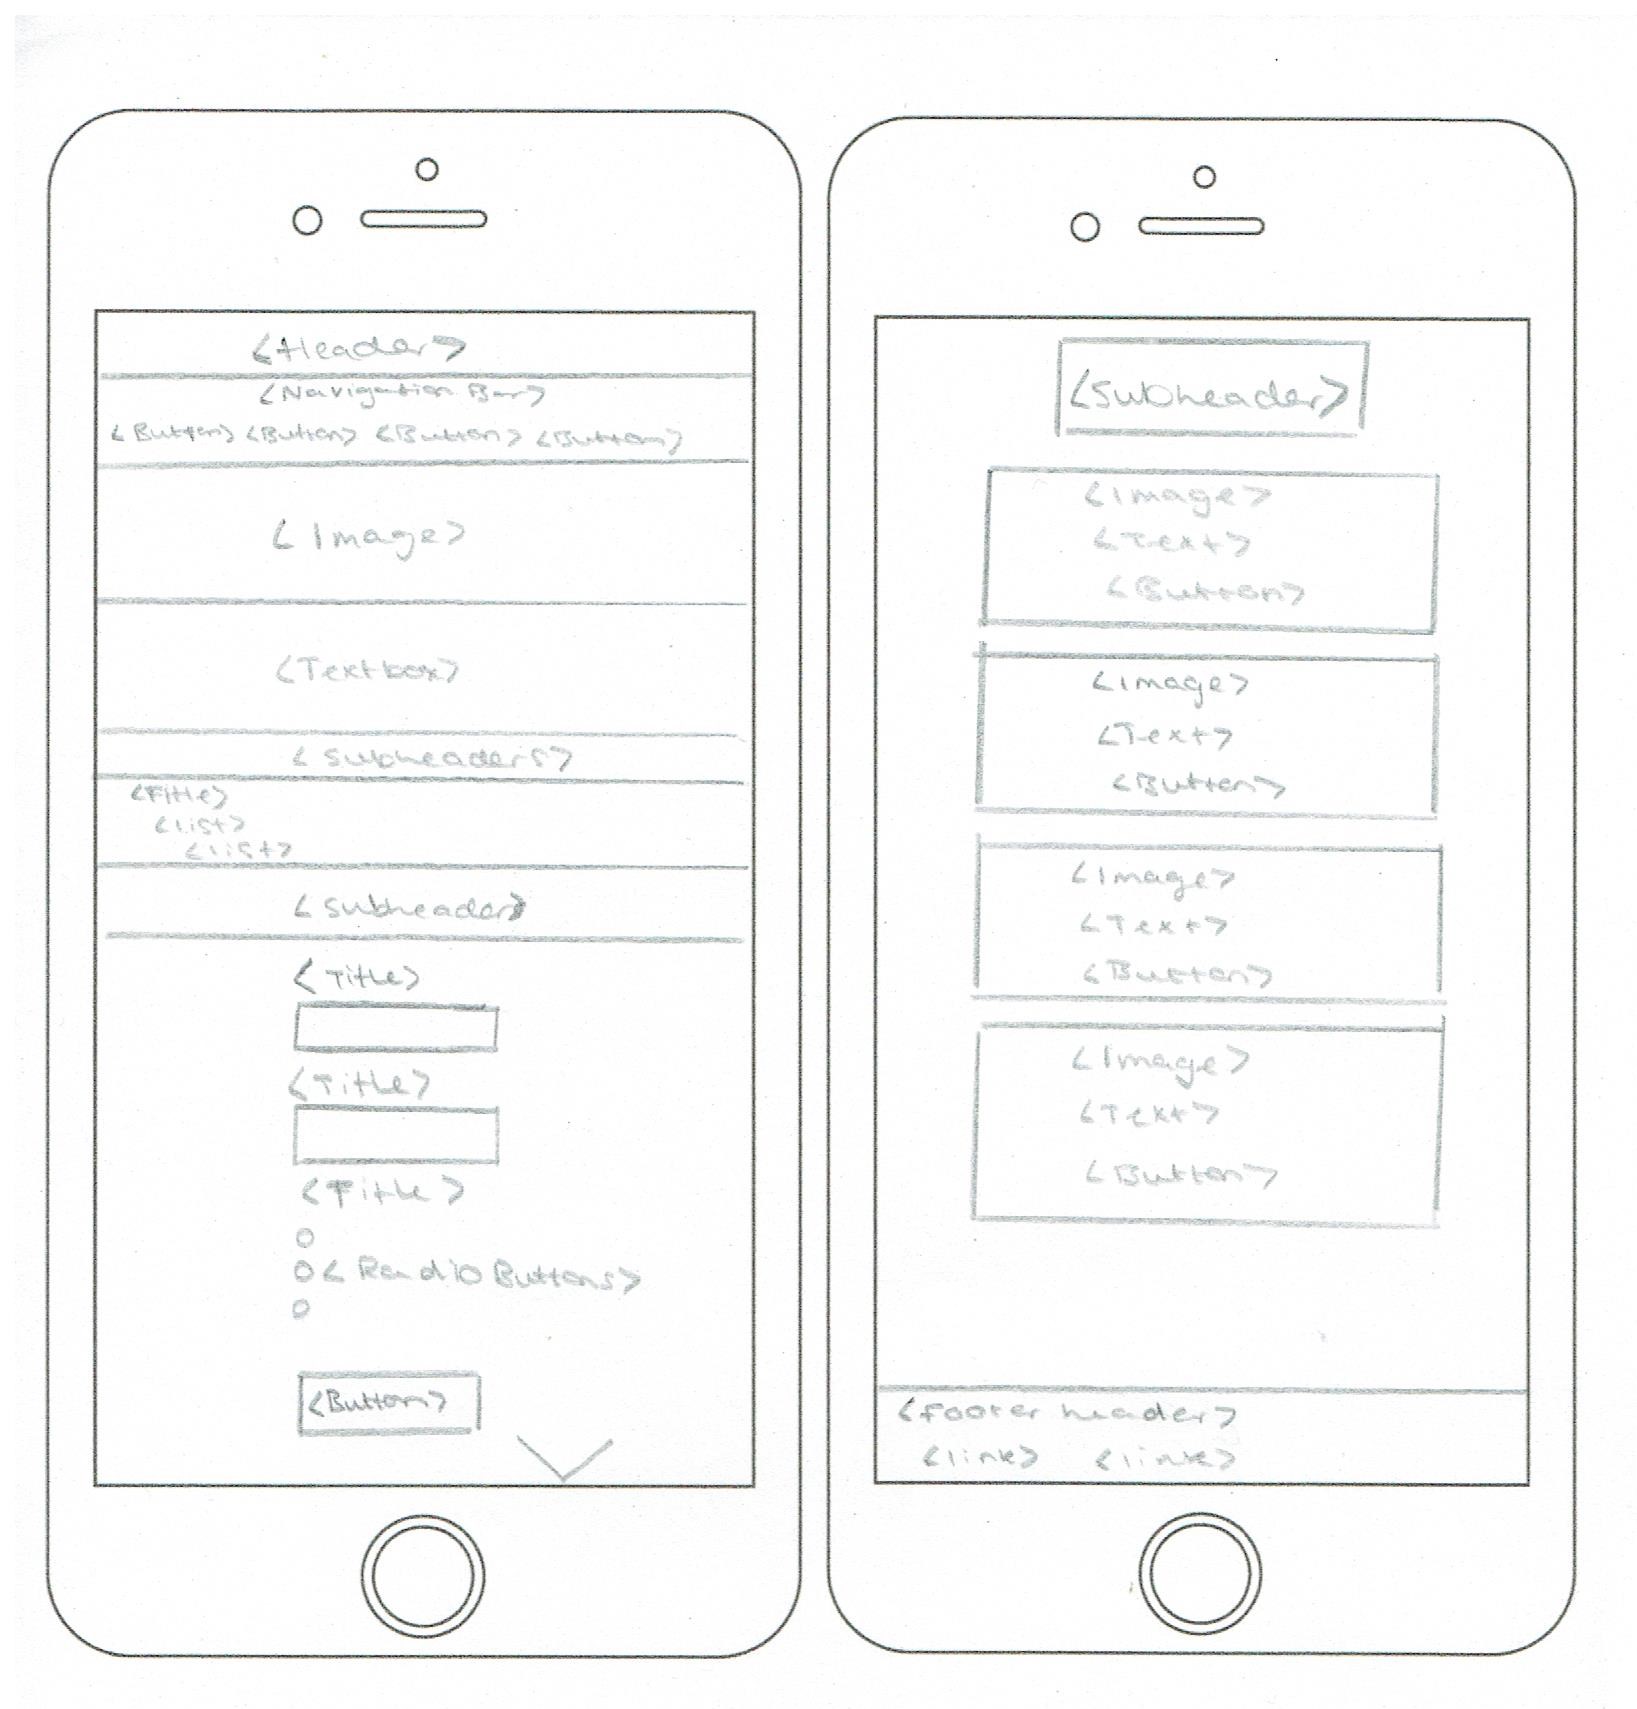 <Header>
<Navigation Bar>
<Button> <Button> <Button> <Button>
<Image>
<Textbox>
<Subheaders>
<Title>
<list>
<list>
<subheader>
<Title>
<Title>
<Title>
<Radio Buttons>
<Button>
<Subheader>
<Image>
<Text>
<Button>
<Image>
<Text>
<Button>
<Image>
<Text>
<Button>
<Image>
<Text>
<Button>
<footer header>
<link> <link>